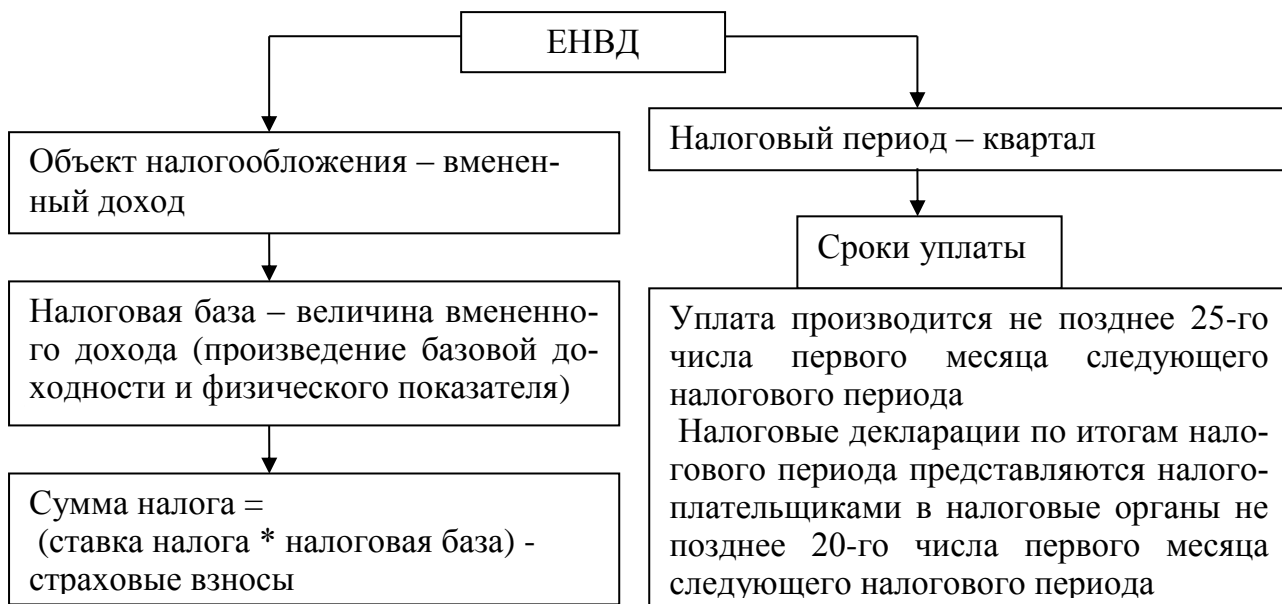 ЕНВД
Объект налогообложения – вменен-
ный доход
Налоговая база – величина вмененно-
го дохода (произведение базовой до-
ходности и физического показателя)
Сумма налога =
(ставка налога * налоговая база) -
страховые взносы
Налоговый период – квартал
Сроки уплаты
Уплата производится не позднее 25-го
числа первого месяца следующего
налогового периода
Налоговые декларации по итогам нало-
гового периода представляются налого-
плательщиками в налоговые органы не
позднее 20-го числа первого месяца
следующего налогового периода